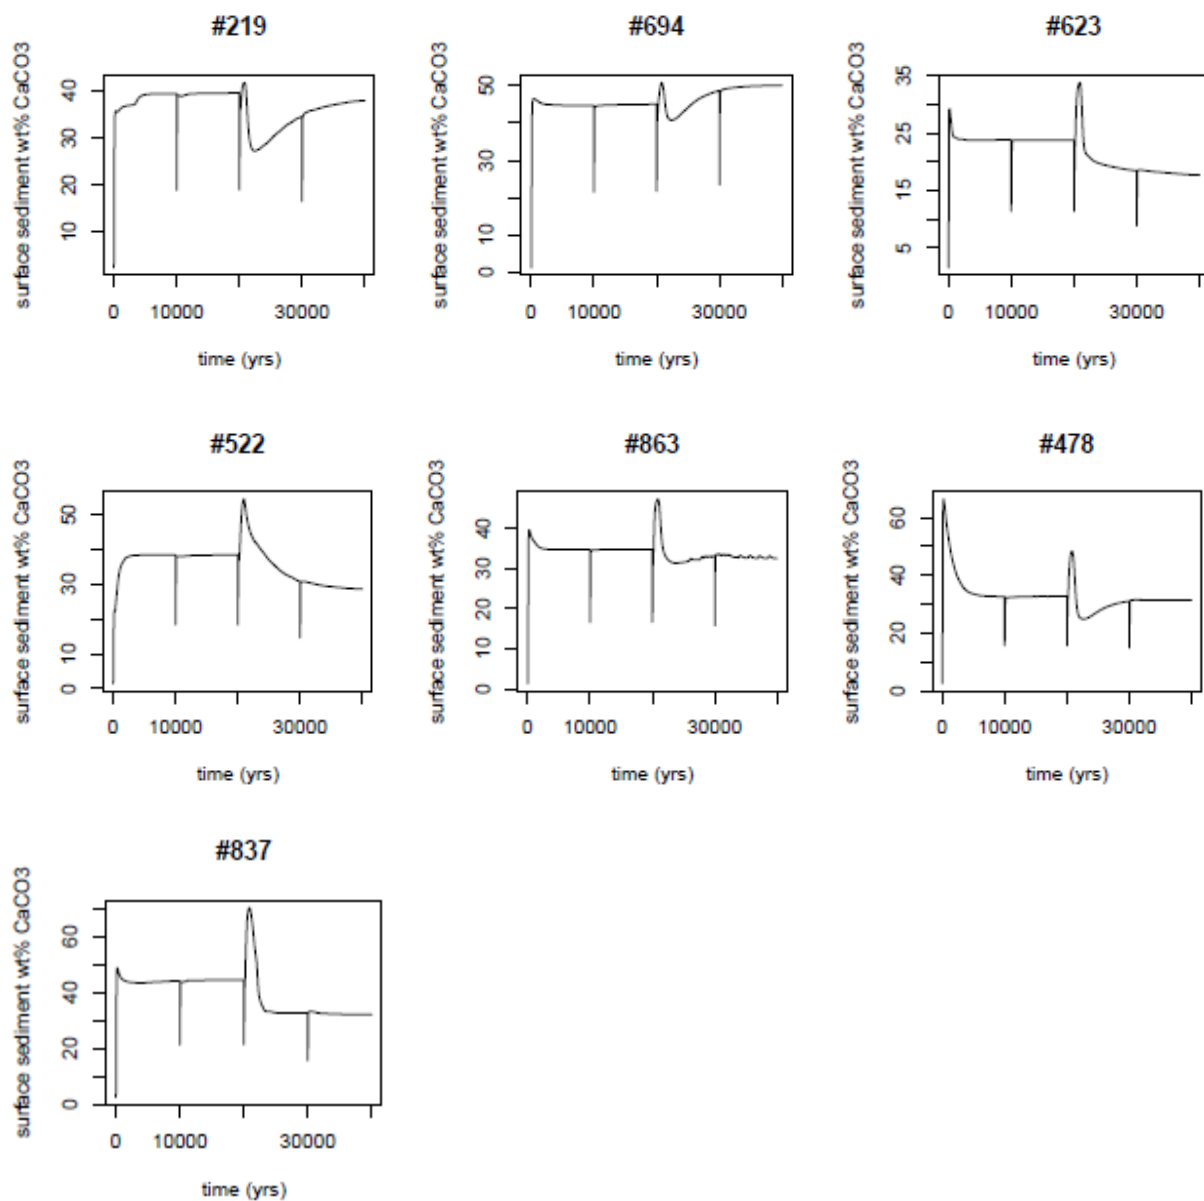 #219 #694 #623
surface sediment wt% CaCO3
10 20 30 40
0 10000 30000
time (yrs)
surface sediment wt% CaCO3
0 10 30 50
0 10000 30000
time (yrs)
surface sediment wt% CaCO3
5 15 25 35
0 10000 30000
time (yrs)
#522 #863 #478
surface sediment wt% CaCO3
0 10 30 50
0 10000 30000
time (yrs)
surface sediment wt% CaCO3
0 10 20 30 40
0 10000 30000
time (yrs)
surface sediment wt% CaCO3
0 20 40 60
0 10000 30000
time (yrs)
#837
surface sediment wt% CaCO3
0 20 40 60
0 10000 30000
time (yrs)